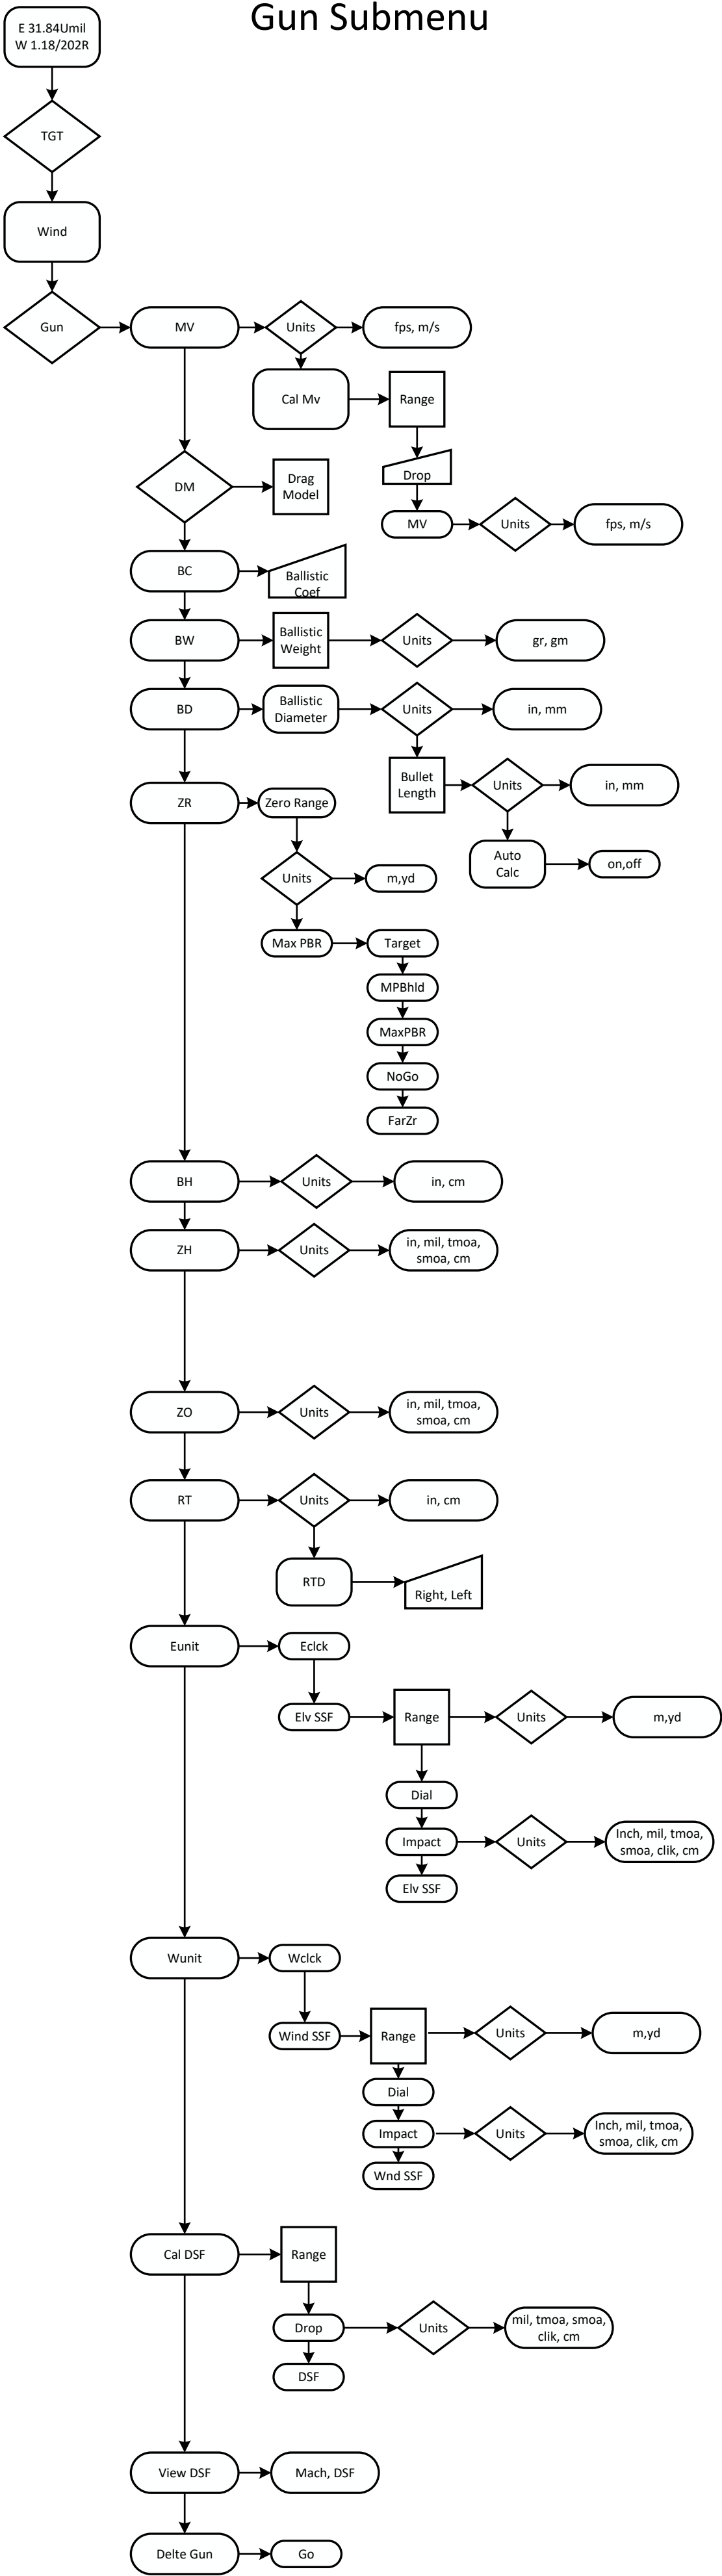 Gun Submenu
E 31.84Umil
W 1.18/202R
TGT
Wind
Gun
MV
Units
fps, m/s
Cal Mv
Range
Drop
MV
Units
fps, m/s
DM
Drag
Model
BC
Ballistic
Coef
BW
Ballistic
Weight
Units
gr, gm
BD
Ballistic
Diameter
Units
in, mm
Bullet
Length
Units
in, mm
Auto
Calc
on,off
ZR
Zero Range
Units
m,yd
Max PBR
Target
MPBhld
MaxPBR
NoGo
FarZr
BH
Units
in, cm
ZH
Units
in, mil, tmoa,
smoa, cm
ZO
Units
in, mil, tmoa,
smoa, cm
RT
Units
in, cm
RTD
Right, Left
Eunit
Eclck
Elv SSF
Range
Units
m,yd
Dial
Impact
Units
Inch, mil, tmoa,
smoa, clik, cm
Elv SSF
Wunit
Wclck
Wind SSF
Range
Units
m,yd
Dial
Impact
Units
Inch, mil, tmoa,
smoa, clik, cm
Wnd SSF
Cal DSF
Range
Drop
Units
mil, tmoa, smoa,
clik, cm
DSF
View DSF
Mach, DSF
Delte Gun
Go